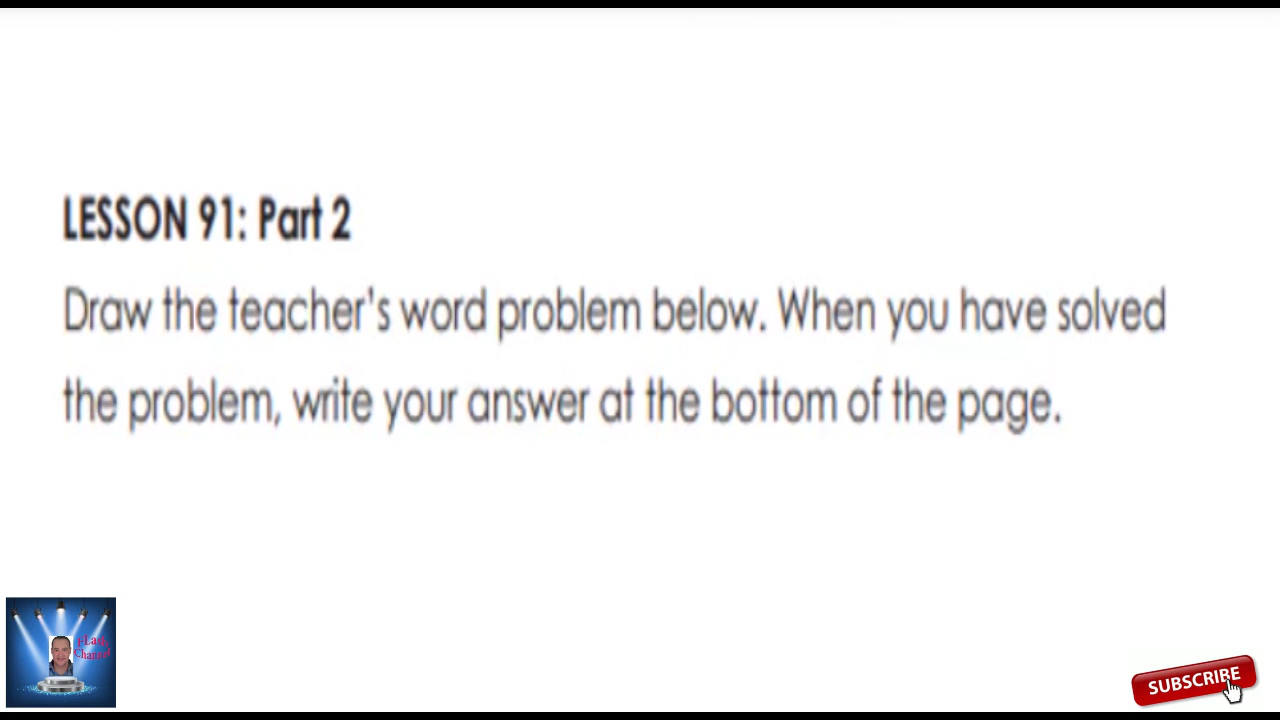 LESSON 91: Part 2
Draw the teacher's word problem below. When you have solved
the problem, write your answer at the bottom of the page.
SUBSCRIBE